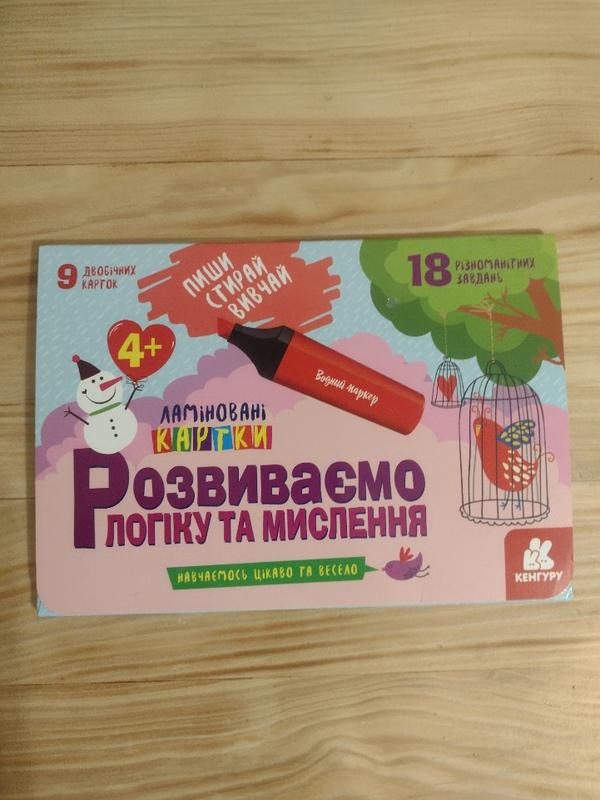 9 ДВОБІЧНИХ
КАРТОК
ПИШИ
СТИРАЙ
ВИВЧАЙ
18 РІЗНОМАНІТНИХ
ЗАВДАНЬ
4+
Водний маркер
ЛАМІНОВАНІ
КАРТКИ
РОЗВИВАЄМО
ЛОГІКУ ТА МИСЛЕННЯ
НАВЧАЄМОСЬ ЦІКАВО ТА ВЕСЕЛО
КЕНГУРУ